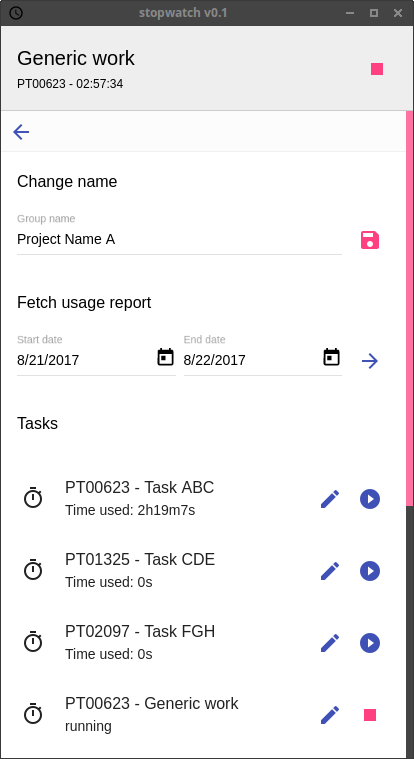 stopwatch v0.1
Generic work
PT00623 - 02:57:34
Change name
Group name
Project Name A
Fetch usage report
Start date
End date
8/21/2017
8/22/2017
Tasks
PT00623 - Task ABC
Time used: 2h19m7s
PT01325 - Task CDE
Time used: 0s
PT02097 - Task FGH
Time used: 0s
PT00623 - Generic work
running